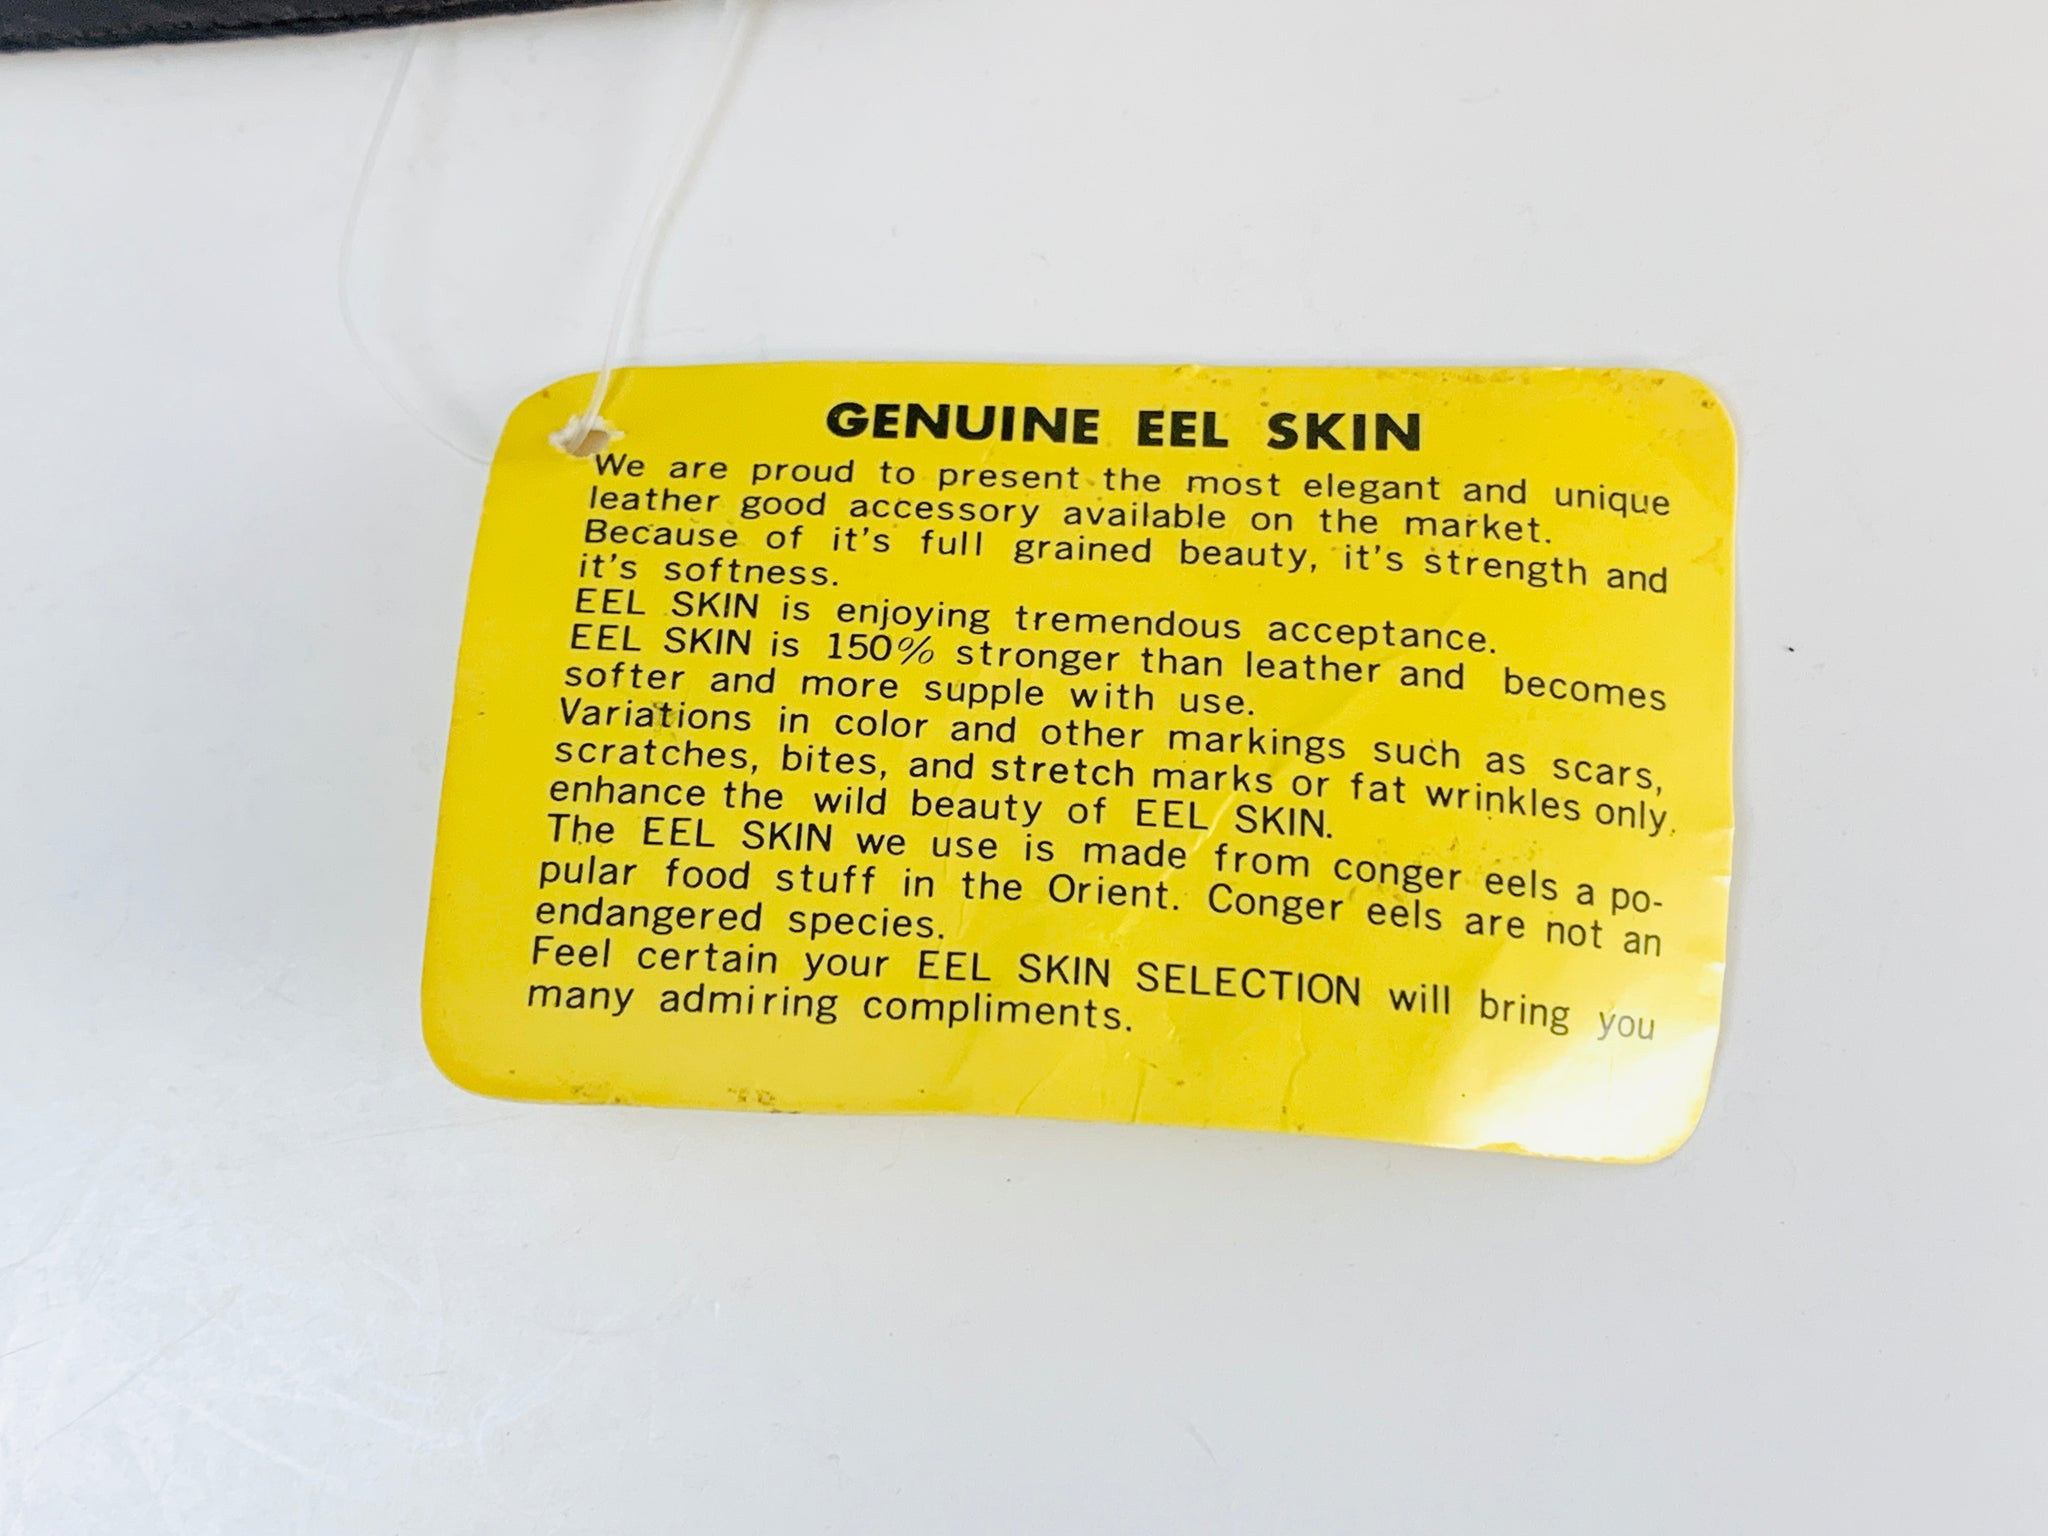 GENUINE EEL SKIN
We are proud to present the most elegant and unique
leather good accessory available on the market.
Because of it's full grained beauty, it's strength and
it's softness.
EEL SKIN is enjoying tremendous acceptance.
EEL SKIN is 150% stronger than leather and becomes
softer and more supple with use.
Variations in color and other markings such as scars,
scratches, bites, and stretch marks or fat wrinkles only.
enhance the wild beauty of EEL SKIN.
The EEL SKIN we use is made from conger eels a po-
pular food stuff in the Orient. Conger eels are not an
endangered species.
Feel certain your EEL SKIN SELECTION will bring you
many admiring compliments.